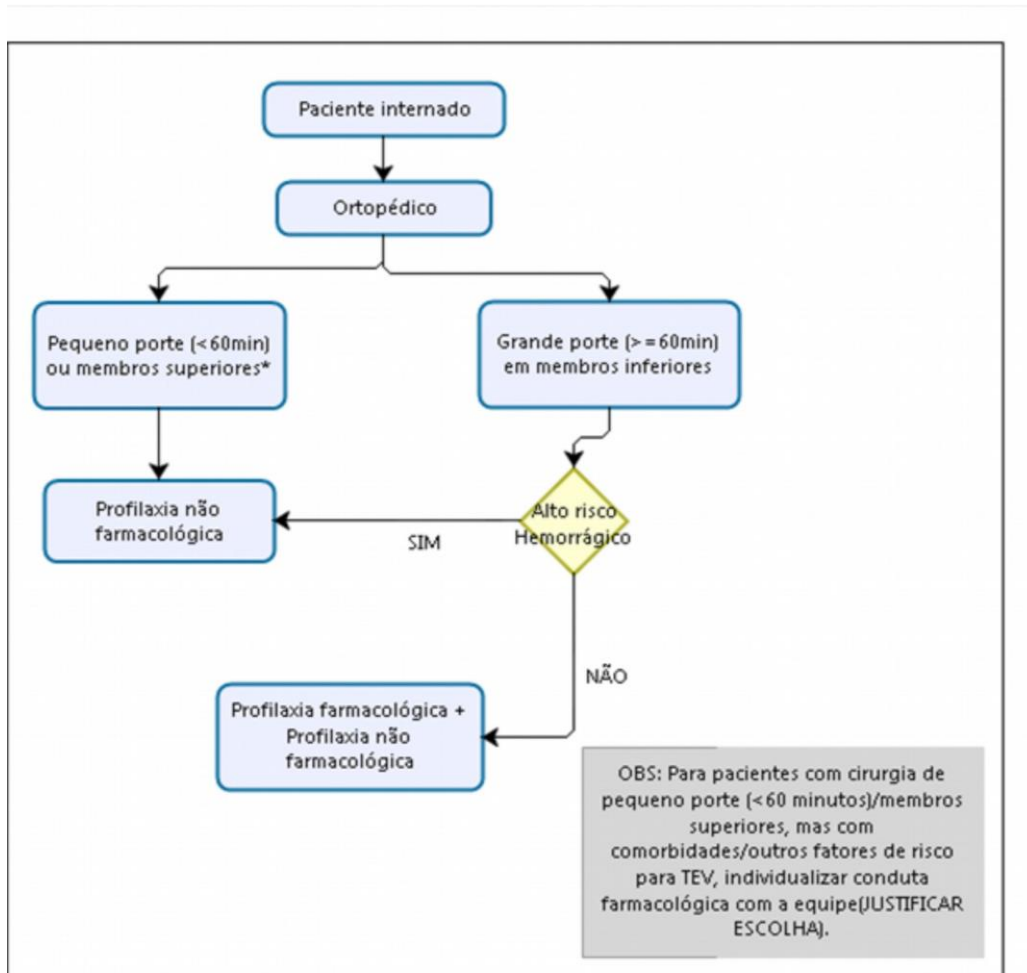 Paciente internado
Ortopédico
Pequeno porte (<60min)
ou membros superiores*
Grande porte (>=60min)
em membros inferiores
Profilaxia não
farmacológica
SIM
Alto risco
Hemorrágico
NÃO
Profilaxia farmacológica +
Profilaxia não
farmacológica
OBS: Para pacientes com cirurgia de
pequeno porte (<60 minutos)/membros
superiores, mas com
comorbidades/outros fatores de risco
para TEV, individualizar conduta
farmacológica com a equipe(JUSTIFICAR
ESCOLHA).